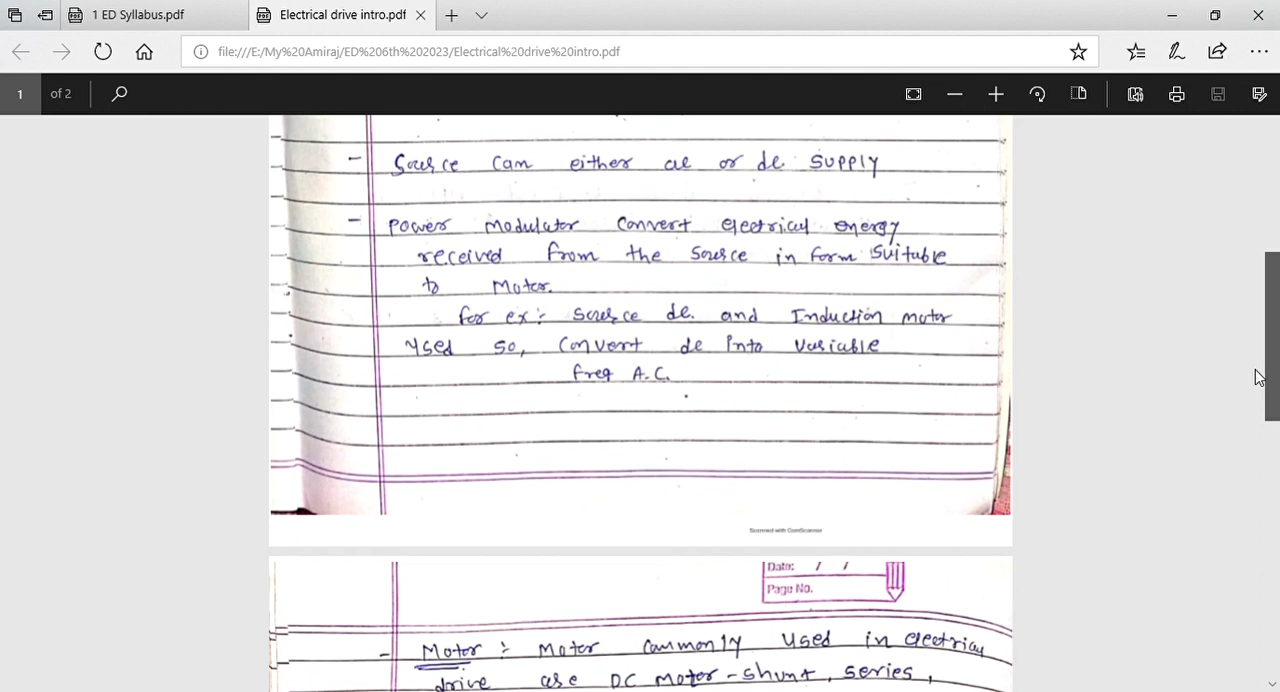 1 ED Syllabus.pdf
Electrical drive intro.pdf
file:///E:/My%20Amiraj/ED%206th%202023/Electrical%20drive%20intro.pdf
1 of 2
- Source can either ac or dc supply
- Power Modulator convert electrical energy
received from the source in form suitable
to Motor.
for ex:- source dc. and Induction motor
used so, convert dc into variable
freq A.C.
Scanned with CamScanner
Date: / /
Page No.
- Motor :- Motor commonly used in electrical
drive are DC Motor - shunt, series,